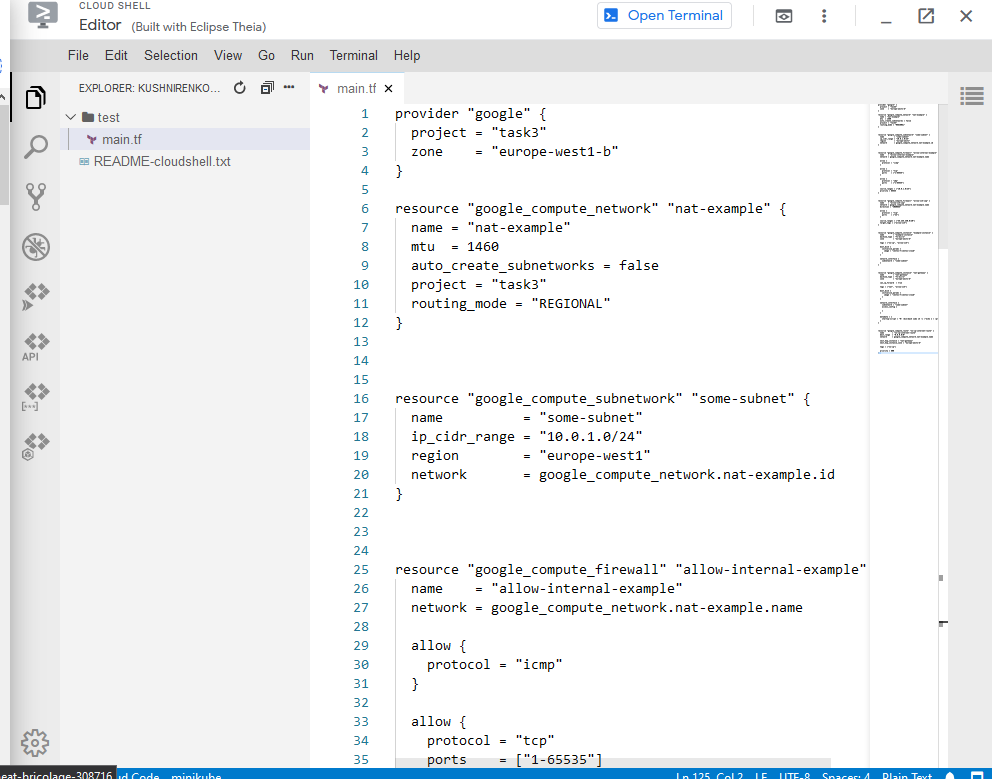 CLOUD SHELL
Editor (Built with Eclipse Theia)
Open Terminal
File Edit Selection View Go Run Terminal Help
EXPLORER: KUSHNIRENKO...
test
main.tf
README-cloudshell.txt
API
main.tf
1 provider "google" {
2 project = "task3"
3 zone = "europe-west1-b"
4 }
5
6 resource "google_compute_network" "nat-example" {
7 name = "nat-example"
8 mtu = 1460
9 auto_create_subnetworks = false
10 project = "task3"
11 routing_mode = "REGIONAL"
12 }
13
14
15
16 resource "google_compute_subnetwork" "some-subnet" {
17 name = "some-subnet"
18 ip_cidr_range = "10.0.1.0/24"
19 region = "europe-west1"
20 network = google_compute_network.nat-example.id
21 }
22
23
24
25 resource "google_compute_firewall" "allow-internal-example"
26 name = "allow-internal-example"
27 network = google_compute_network.nat-example.name
28
29 allow {
30 protocol = "icmp"
31 }
32
33 allow {
34 protocol = "tcp"
35 ports = ["1-65535"]
eat-bricolage-308716 ud Code minikube Ln 125, Col 2 LF UTF-8 Spaces: 4 Plain Text